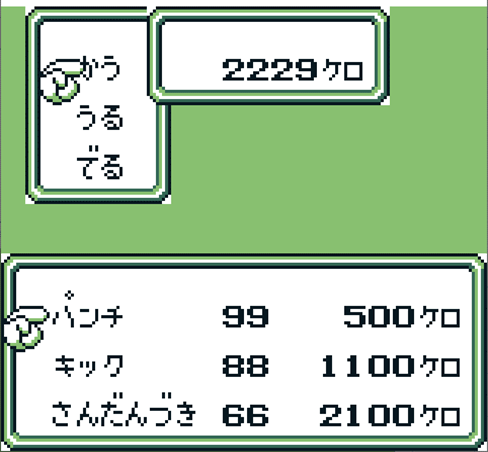 かう
2229ケロ
うる
でる
パンチ 99 500ケロ
キック 88 1100ケロ
さんだんづき 66 2100ケロ